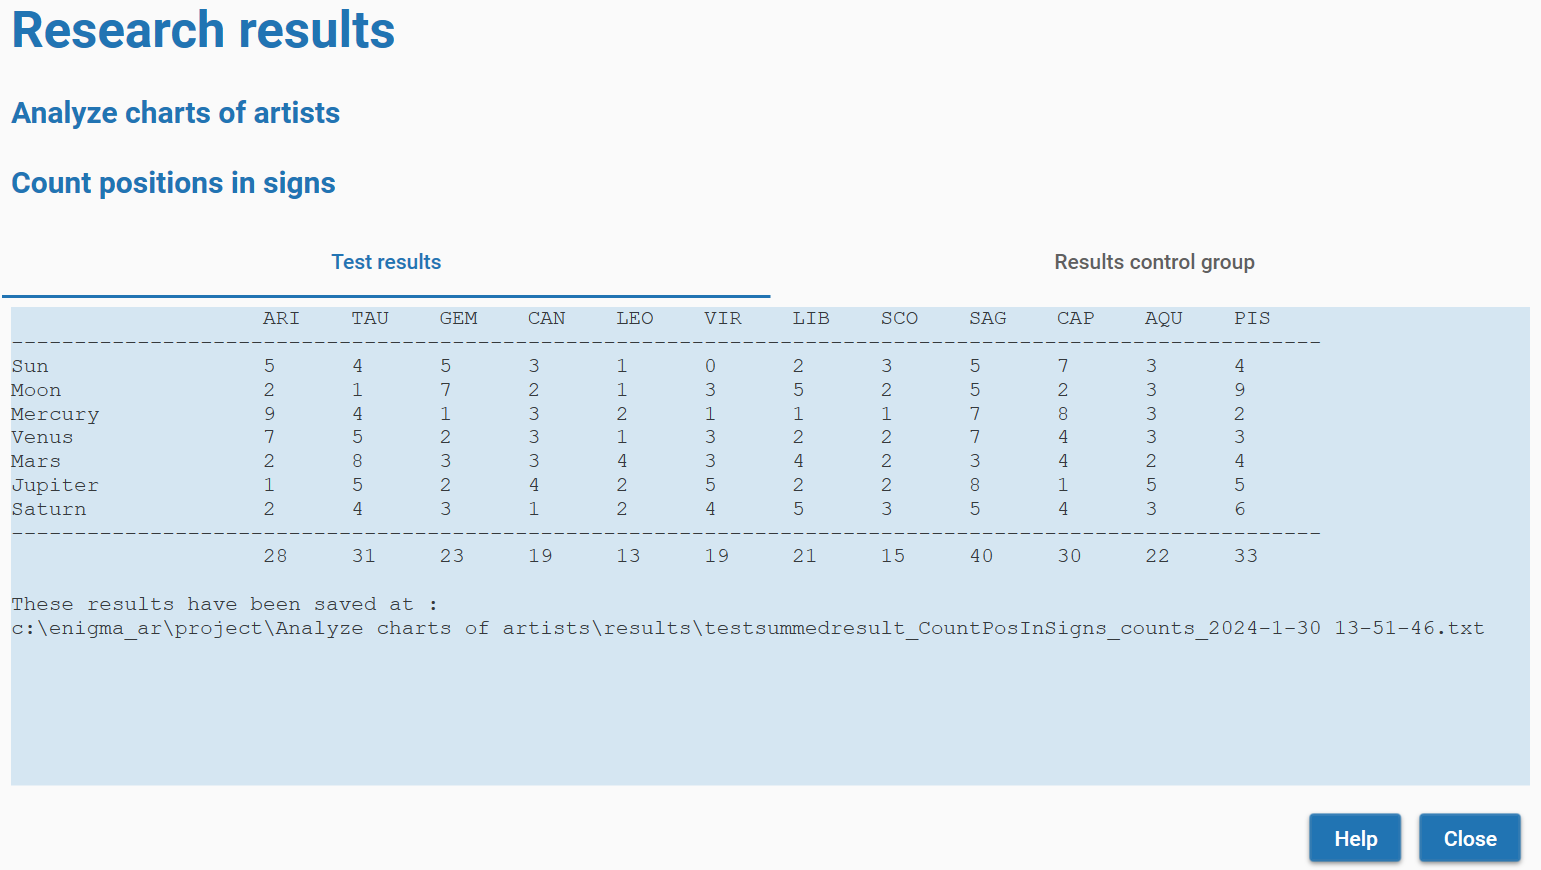 Research results
Analyze charts of artists
Count positions in signs
Test results Results control group
ARI TAU GEM CAN LEO VIR LIB SCO SAG CAP AQU PIS
--------------------------------------------------------------------------------------------------------
Sun 5 4 5 3 1 0 2 3 5 7 3 4
Moon 2 1 7 2 1 3 5 2 5 2 3 9
Mercury 9 4 1 3 2 1 1 1 7 8 3 2
Venus 7 5 2 3 1 3 2 2 7 4 3 3
Mars 2 8 3 3 4 3 4 2 3 4 2 4
Jupiter 1 5 2 4 2 5 2 2 8 1 5 5
Saturn 2 4 3 1 2 4 5 3 5 4 3 6
--------------------------------------------------------------------------------------------------------
28 31 23 19 13 19 21 15 40 30 22 33
These results have been saved at :
c:\enigma_ar\project\Analyze charts of artists\results\testsummedresult_CountPosInSigns_counts_2024-1-30 13-51-46.txt
Help Close